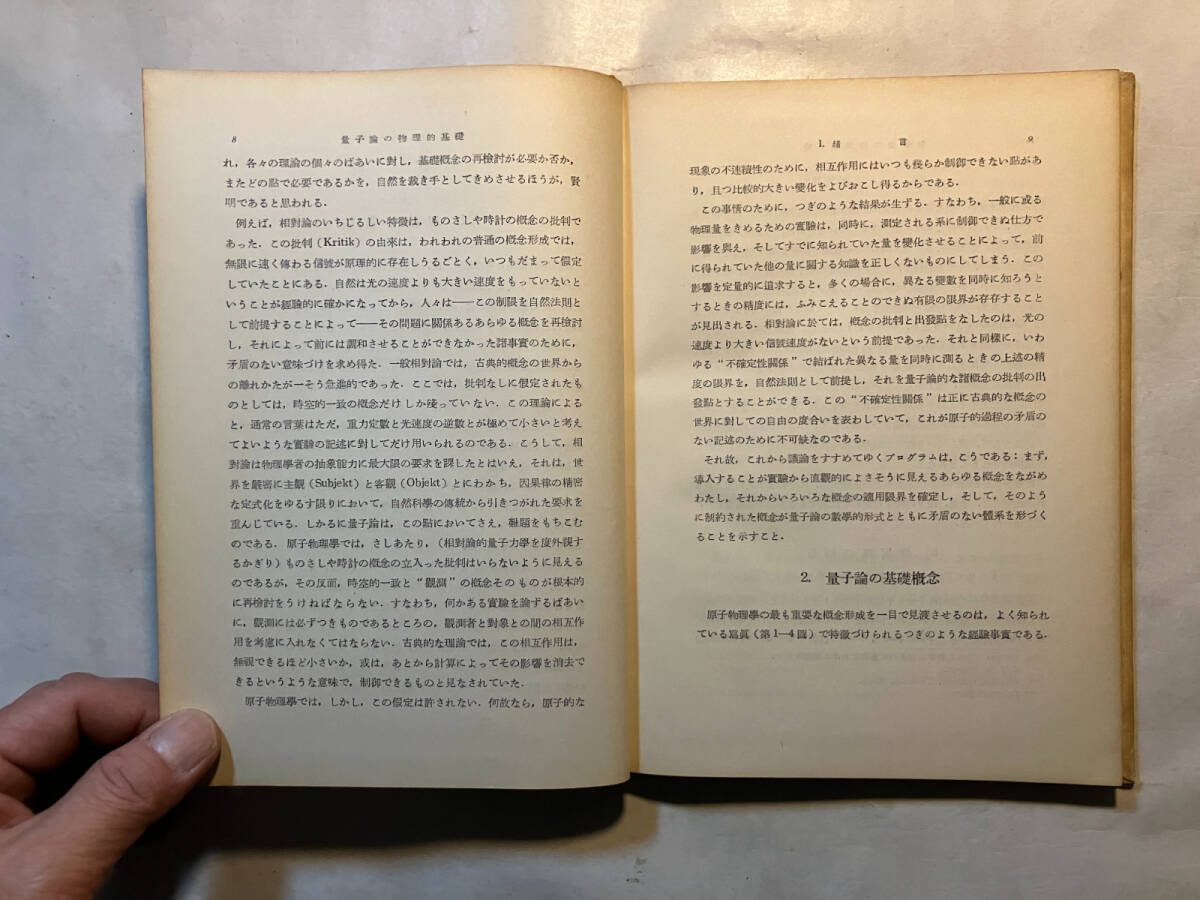 8
量子論の物理的基礎
れ,各々の理論の個々のばあいに對し,基礎概念の再檢討が必要か否か,
またどの點で必要であるかを,自然を裁き手としてきめさせるほうが,賢
明であると思われる.
例えば,相對論のいちじるしい特徴は,ものさしや時計の概念の批判で
あった.この批判(Kritik)の由來は,われわれの普通の概念形成では,
無限に速く傳わる信號が原理的に存在しうるごとく,いつもだまって假定
していたことにある.自然は光の速度よりも大きい速度をもっていないと
いうことが經驗的に確かになってから,人々は——この制限を自然法則と
して前提することによって——その問題に關係あるあらゆる概念を再檢討
し,それによって前には調和させることができなかった諸事實のために,
矛盾のない意味づけを求め得た.一般相對論では,古典的概念の世界から
の離れかたが一そう急進的であった.ここでは,批判なしに假定されたも
のとしては,時空的一致の概念だけしか殘っていない.この理論による
と,通常の言葉はただ,重力定數と光速度の逆數とが極めて小さいと考え
てよいような實驗の記述に對してだけ用いられるのである.こうして,相
對論は物理學者の抽象能力に最大限の要求を課したとはいえ,それは,世
界を嚴密に主觀(Subjekt)と客觀(Objekt)とにわかち,因果律の精密
な定式化をゆるす限りにおいて,自然科學の傳統から引きつがれた要求を
重んじている.しかるに量子論は,この點においてさえ,難題をもちこむ
のである.原子物理學では,さしあたり,(相對論的量子力學を度外視す
るかぎり)ものさしや時計の概念の立入った批判はいらないように見える
のであるが,その反面,時空的一致と“觀測”の概念そのものが根本的
に再檢討をうけねばならない.すなわち,何かある實驗を論ずるばあい
に,觀測には必ずつきものであるところの,觀測者と對象との間の相互作
用を考慮に入れなくてはならない.古典的な理論では,この相互作用は,
無視できるほど小さいか,或は,あとから計算によってその影響を消去で
きるというような意味で,制御できるものと見なされていた.
原子物理學では,しかし,この假定は許されない.何故なら,原子的な
1. 緒 言
9
現象の不連續性のために,相互作用にはいつも幾らか制御できない點があ
り,且つ比較的大きい變化をよびおこし得るからである.
この事情のために,つぎのような結果が生ずる.すなわち,一般に或る
物理量をきめるための實驗は,同時に,測定される系に制御できぬ仕方で
影響を與え,そしてすでに知られていた量を變化させることによって,前
に得られていた他の量に關する知識を正しくないものにしてしまう.この
影響を定量的に追求すると,多くの場合に,異なる變數を同時に知ろうと
するときの精度には,ふみこえることのできぬ有限の限界が存在すること
が見出される.相對論に於ては,概念の批判と出發點をなしたのは,光の
速度より大きい信號速度がないという前提であった.それと同樣に,いわ
ゆる“不確定性關係”で結ばれた異なる量を同時に測るときの上述の精
度の限界を,自然法則として前提し,それを量子論的な諸概念の批判の出
發點とすることができる.この“不確定性關係”は正に古典的な概念の
世界に對しての自由の度合いを表わしていて,これが原子的過程の矛盾の
ない記述のために不可缺なのである.
それ故,これから議論をすすめてゆくプログラムは,こうである:まず,
導入することが實驗から直觀的によさそうに見えるあらゆる概念をながめ
わたし,それからいろいろな概念の適用限界を確定し,そして,そのよう
に制約された概念が量子論の數學的形式とともに矛盾のない體系を形づく
ることを示すこと.
2. 量子論の基礎概念
原子物理學の最も重要な概念形成を一目で見渡させるのは,よく知られ
ている寫眞(第1—4圖)で特徴づけられるつぎのような經驗事實である.